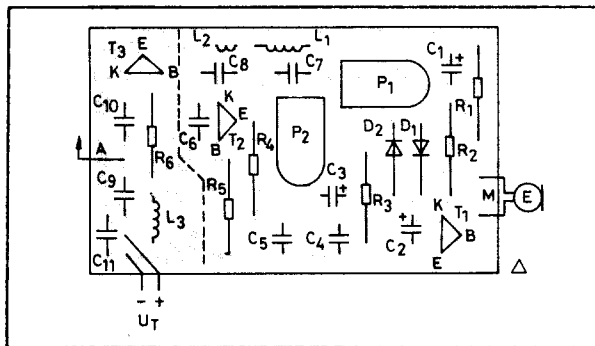 T3 E L2 L1 C1 +
K B C8 C7 P1
C10 K R1
C6 E P2 D2 D1
B T2 R4 R2
A R6 C3 +
C9 R5 R3 K T1 M E
L3 + B
C11 C5 C4 C2 E
− +
UT